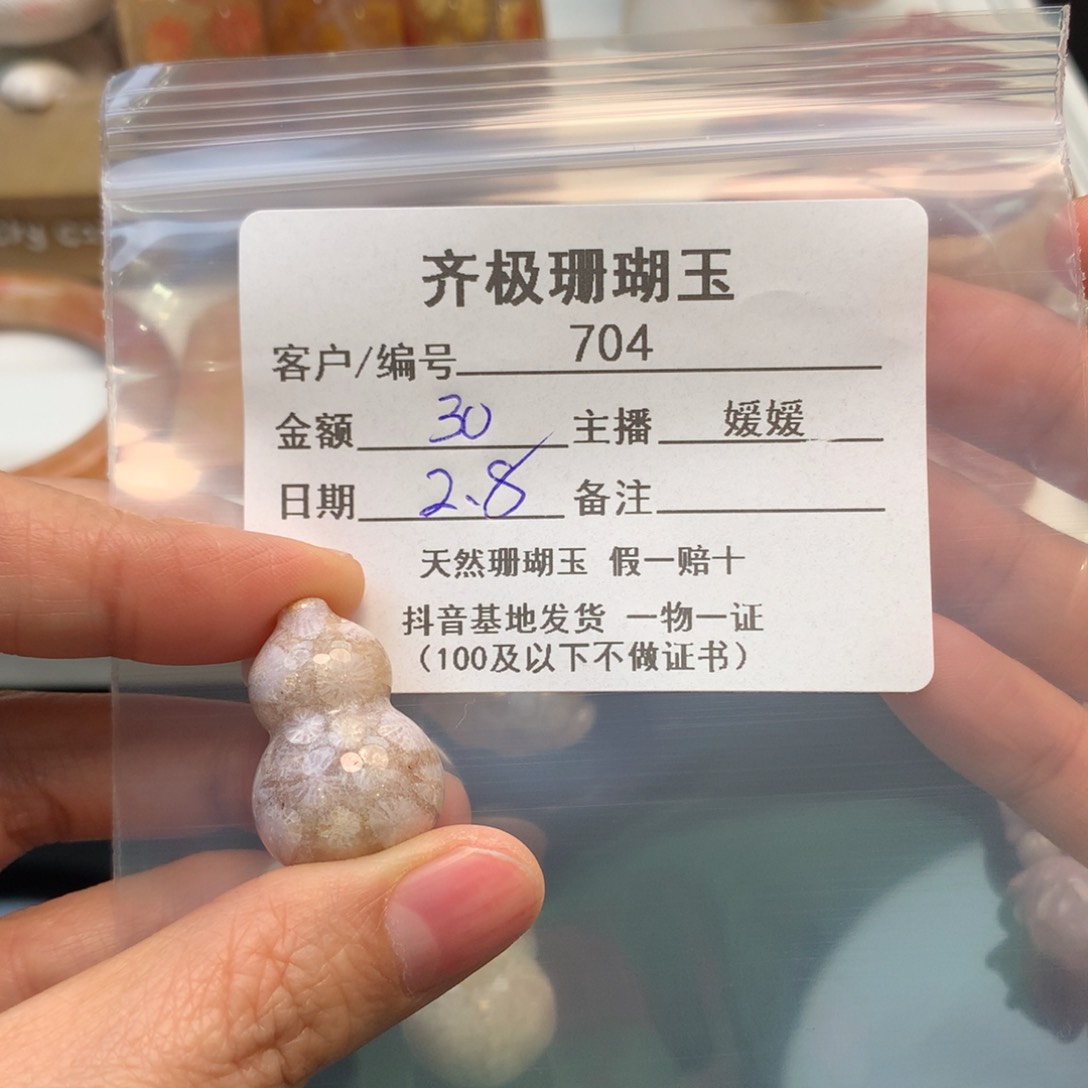 齐极珊瑚玉
客户/编号 704
金额 30 主播 媛媛
日期 2.8 备注
天然珊瑚玉 假一赔十
抖音基地发货 一物一证
（100及以下不做证书）